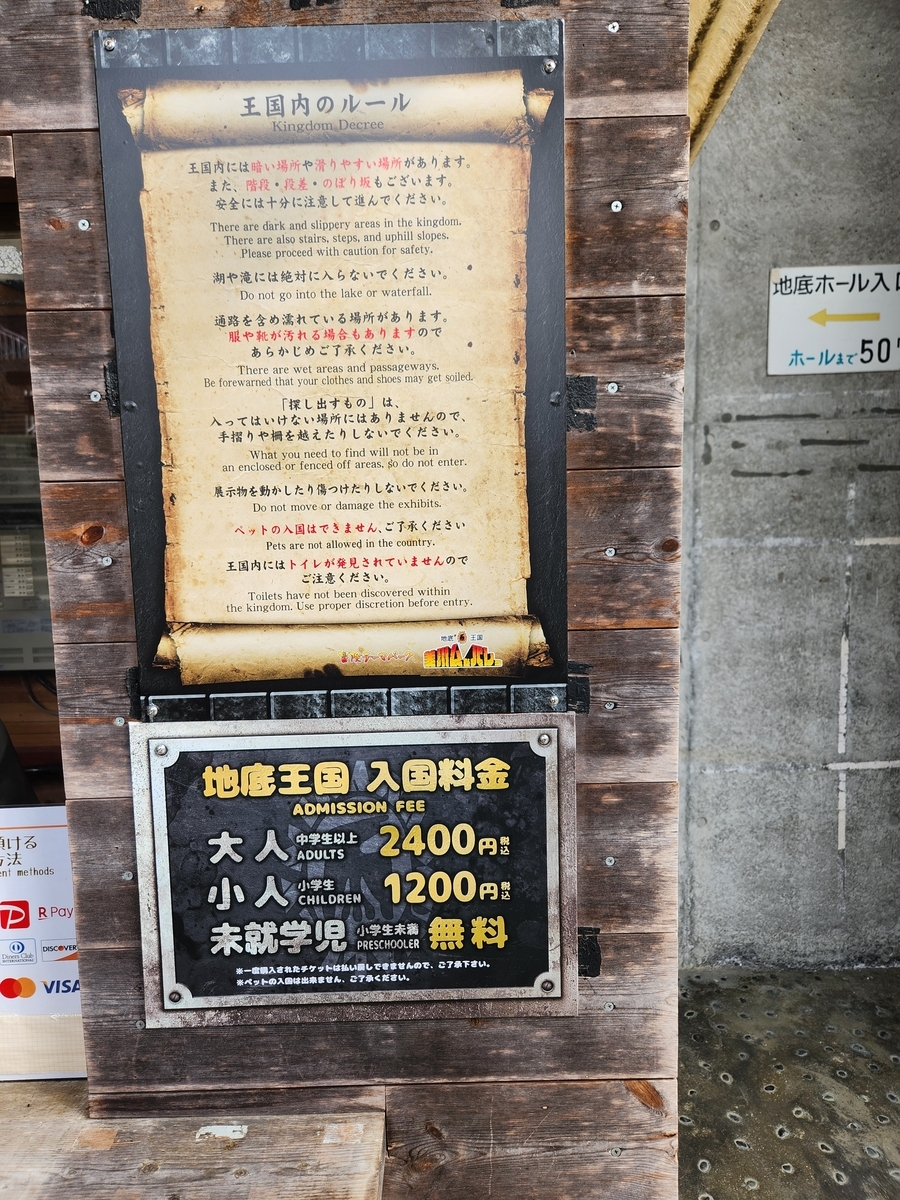 王国内のルール
Kingdom Decree
王国内には暗い場所や滑りやすい場所があります。
また、階段・段差・のぼり坂もございます。
安全には十分に注意して進んでください。
There are dark and slippery areas in the kingdom.
There are also stairs, steps, and uphill slopes.
Please proceed with caution for safety.
湖や滝には絶対に入らないでください。
Do not go into the lake or waterfall.
通路を含め濡れている場所があります。
服や靴が汚れる場合もありますので
あらかじめご了承ください。
There are wet areas and passageways.
Be forewarned that your clothes and shoes may get soiled.
「探し出すもの」は、
入ってはいけない場所にはありませんので、
手摺りや柵を越えたりしないでください。
What you need to find will not be in
an enclosed or fenced off areas, so do not enter.
展示物を動かしたり傷つけたりしないでください。
Do not move or damage the exhibits.
ペットの入国はできません、ご了承ください
Pets are not allowed in the country.
王国内にはトイレが発見されていませんので
ご注意ください。
Toilets have not been discovered within
the kingdom. Use proper discretion before entry.
地底王国
地底王国 入国料金
ADMISSION FEE
大人 中学生以上 ADULTS 2400円税込
小人 小学生 CHILDREN 1200円税込
未就学児 小学生未満 PRESCHOOLER 無料
※一度購入されたチケットは払い戻しできませんので、ご了承下さい。
※ペットの入国は出来ません、ご了承ください。
地底ホール入口
ホールまで50
ける
方法
ent methods
R Pay
Diners Club
INTERNATIONAL
DISCOVER
VISA